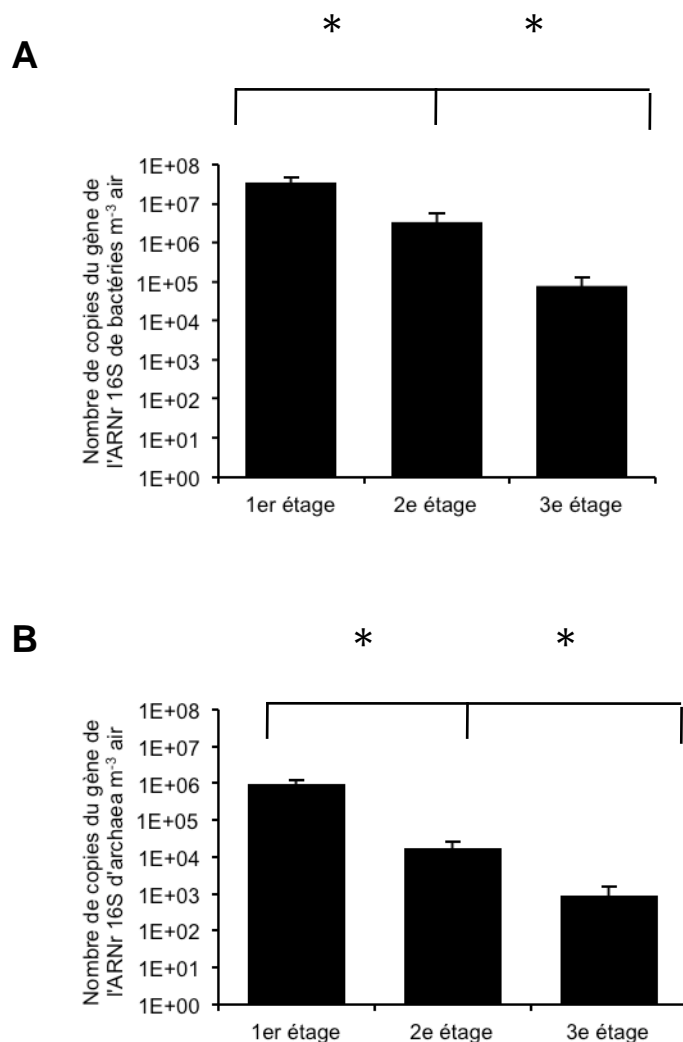 A
* *
Nombre de copies du gène de
l'ARNr 16S de bactéries m⁻³ air
1E+08
1E+07
1E+06
1E+05
1E+04
1E+03
1E+02
1E+01
1E+00
1er étage 2e étage 3e étage
B
* *
Nombre de copies du gène de
l'ARNr 16S d'archaea m⁻³ air
1E+08
1E+07
1E+06
1E+05
1E+04
1E+03
1E+02
1E+01
1E+00
1er étage 2e étage 3e étage